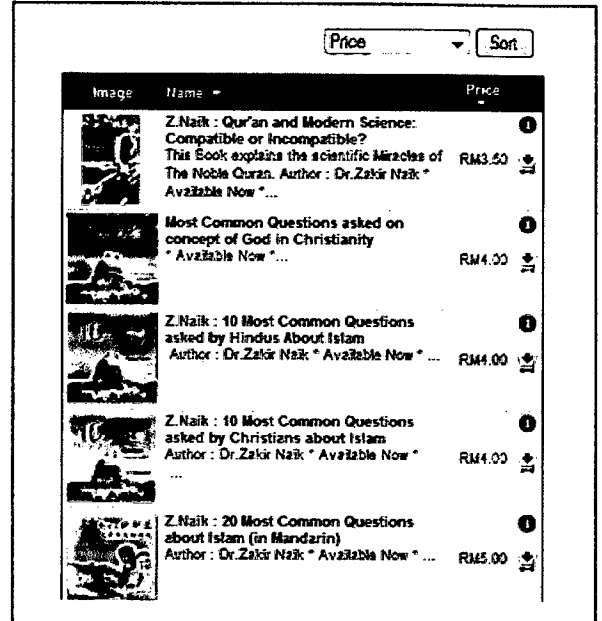 Price Sort
Image Name Price
Z.Naik : Qur'an and Modern Science:
Compatible or Incompatible?
This Book explains the scientific Miracles of
The Noble Quran. Author : Dr.Zakir Naik *
Available Now *...
RM3.50
Most Common Questions asked on
concept of God in Christianity
* Available Now *...
RM4.00
Z.Naik : 10 Most Common Questions
asked by Hindus About Islam
Author : Dr.Zakir Naik * Available Now * ...
RM4.00
Z.Naik : 10 Most Common Questions
asked by Christians about Islam
Author : Dr.Zakir Naik * Available Now *
...
RM4.00
Z.Naik : 20 Most Common Questions
about Islam (in Mandarin)
Author : Dr.Zakir Naik * Available Now * ...
RM5.00